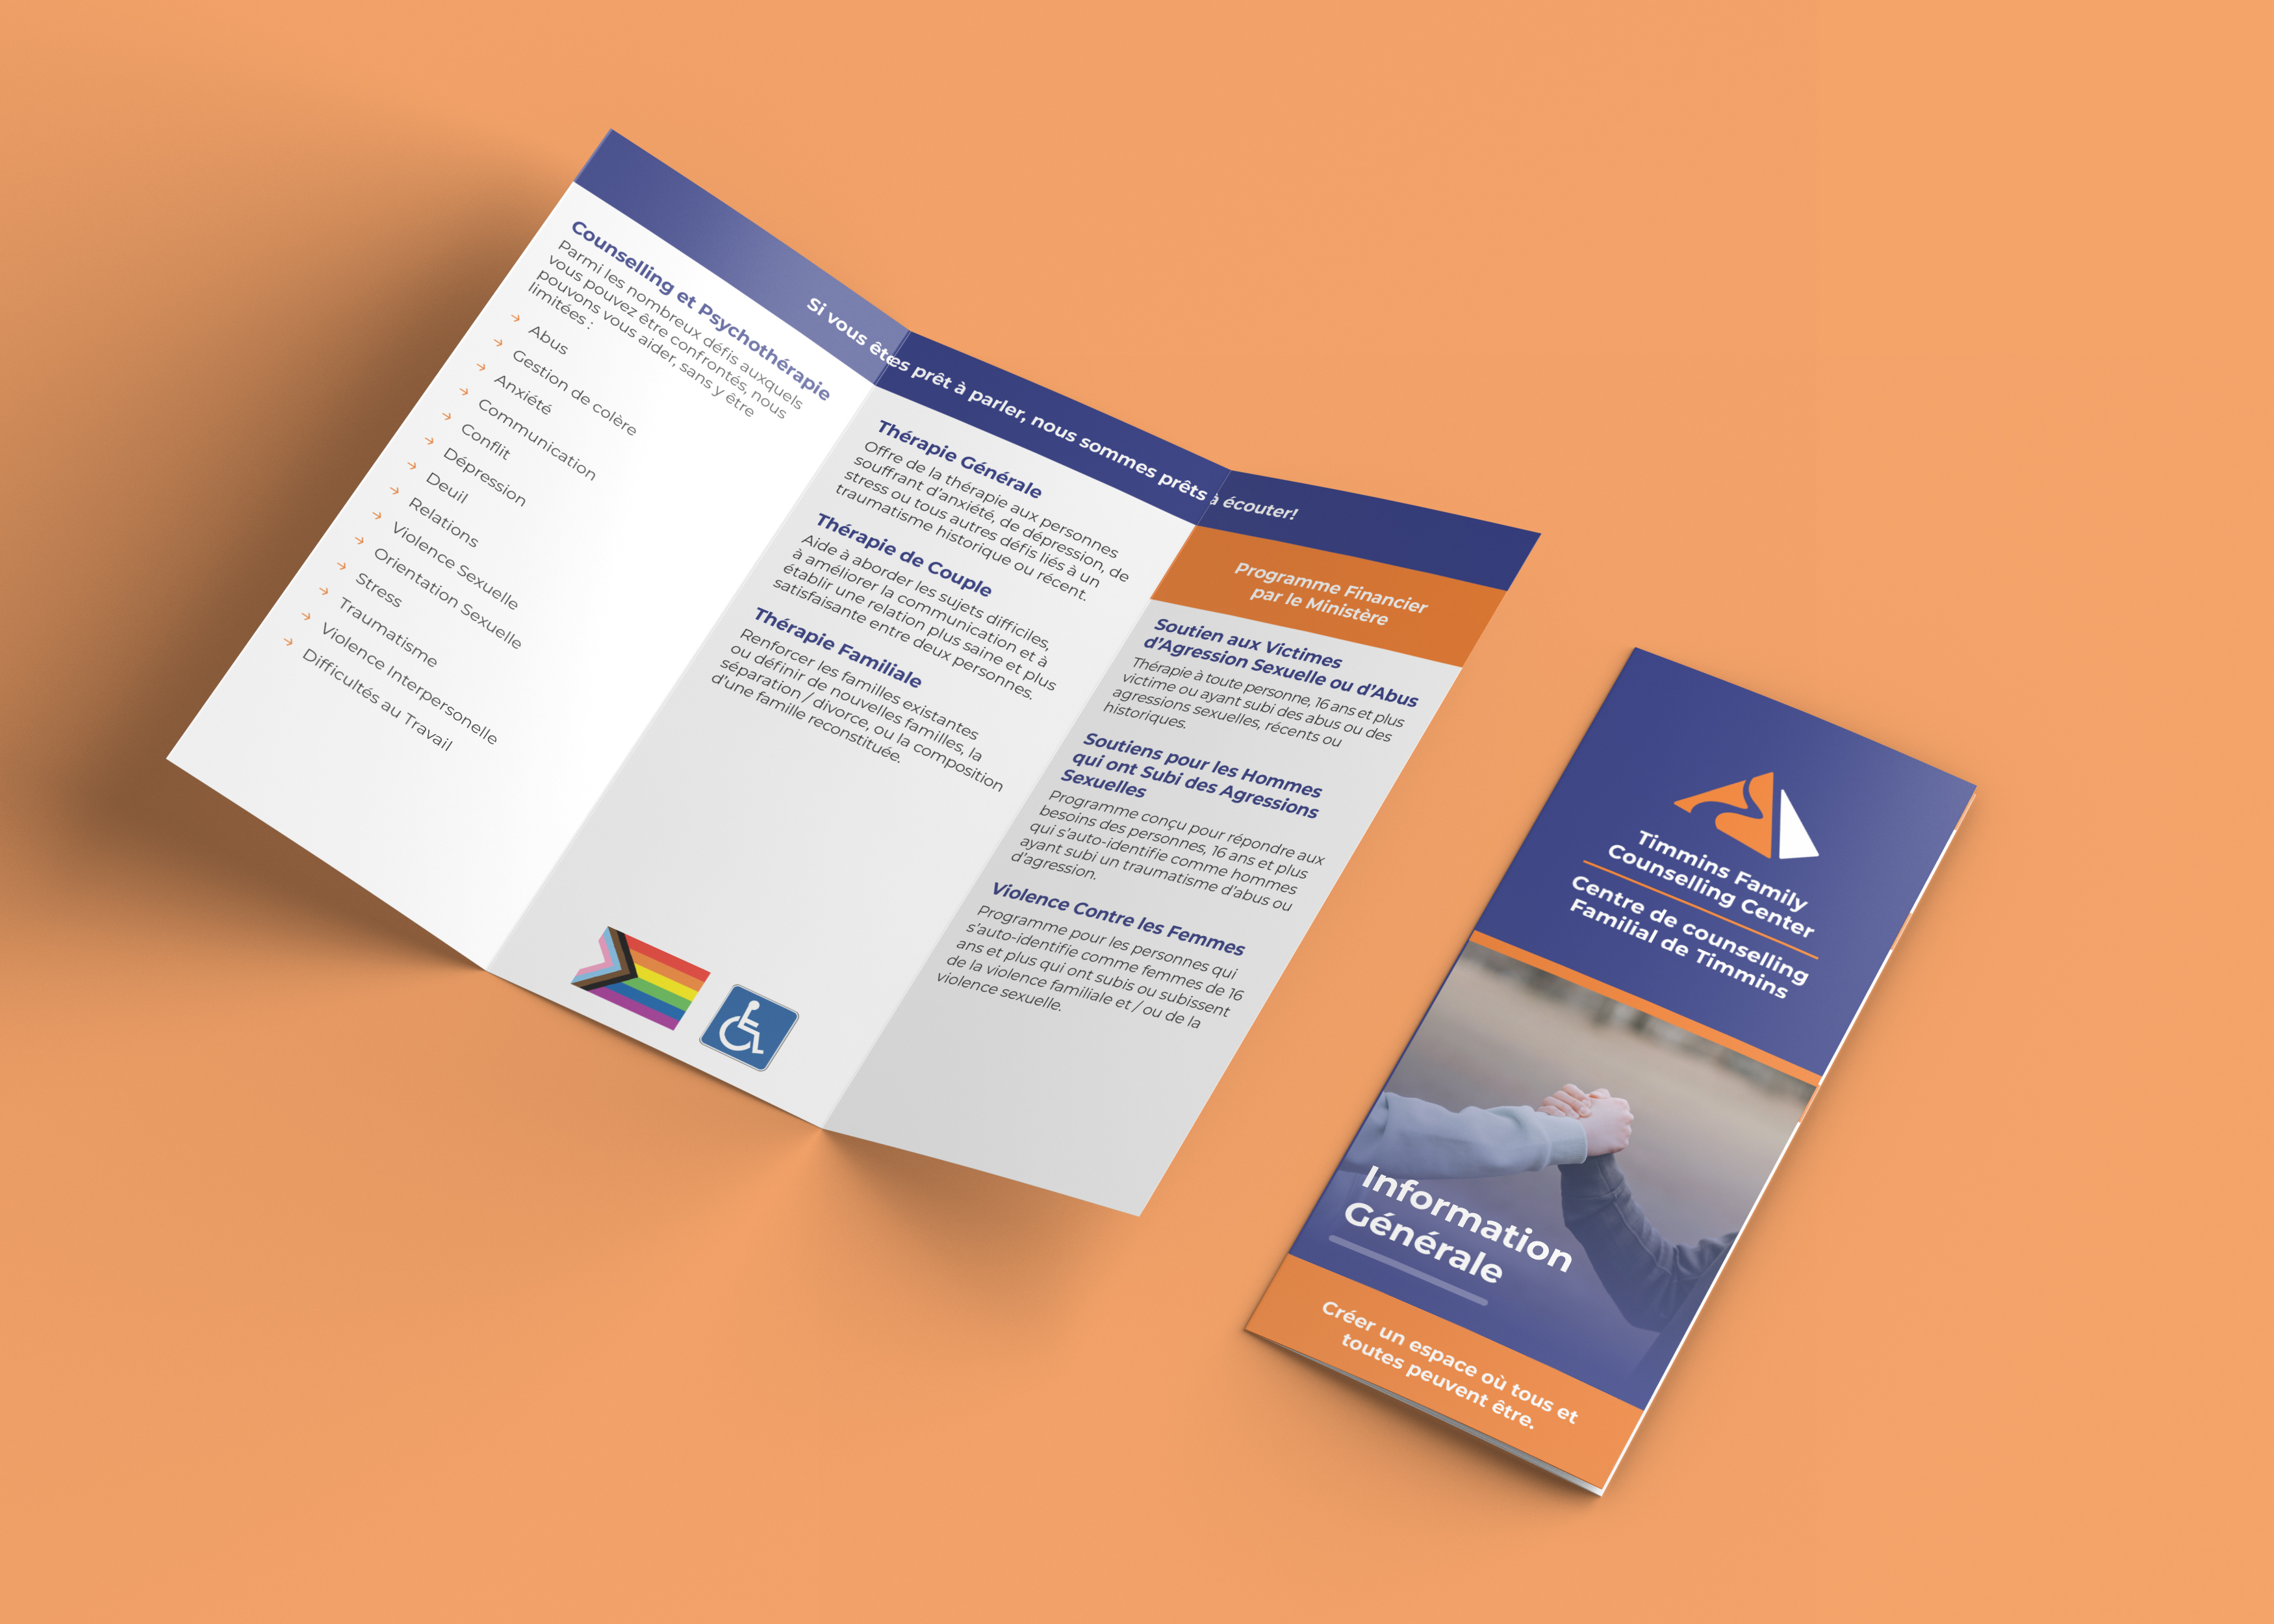 Si vous êtes prêt à parler, nous sommes prêts à écouter!
Counselling et Psychothérapie
Parmi les nombreux défis auxquels
vous pouvez être confrontés, nous
pouvons vous aider, sans y être
limitées :
Abus
Gestion de colère
Anxiété
Communication
Conflit
Dépression
Deuil
Relations
Violence Sexuelle
Orientation Sexuelle
Stress
Traumatisme
Violence Interpersonelle
Difficultés au Travail
Thérapie Générale
Offre de la thérapie aux personnes
souffrant d'anxiété, de dépression, de
stress ou tous autres défis liés à un
traumatisme historique ou récent.
Thérapie de Couple
Aide à aborder les sujets difficiles,
à améliorer la communication et à
établir une relation plus saine et plus
satisfaisante entre deux personnes.
Thérapie Familiale
Renforcer les familles existantes
ou définir de nouvelles familles, la
séparation / divorce, ou la composition
d'une famille reconstituée.
Programme Financier
par le Ministère
Soutien aux Victimes
d'Agression Sexuelle ou d'Abus
Thérapie à toute personne, 16 ans et plus
victime ou ayant subi des abus ou des
agressions sexuelles, récents ou
historiques.
Soutiens pour les Hommes
qui ont Subi des Agressions
Sexuelles
Programme conçu pour répondre aux
besoins des personnes, 16 ans et plus
qui s'auto-identifie comme hommes
ayant subi un traumatisme d'abus ou
d'agression.
Violence Contre les Femmes
Programme pour les personnes qui
s'auto-identifie comme femmes de 16
ans et plus qui ont subis ou subissent
de la violence familiale et / ou de la
violence sexuelle.
Timmins Family
Counselling Center
Centre de counselling
Familial de Timmins
Information
Générale
Créer un espace où tous et
toutes peuvent être.